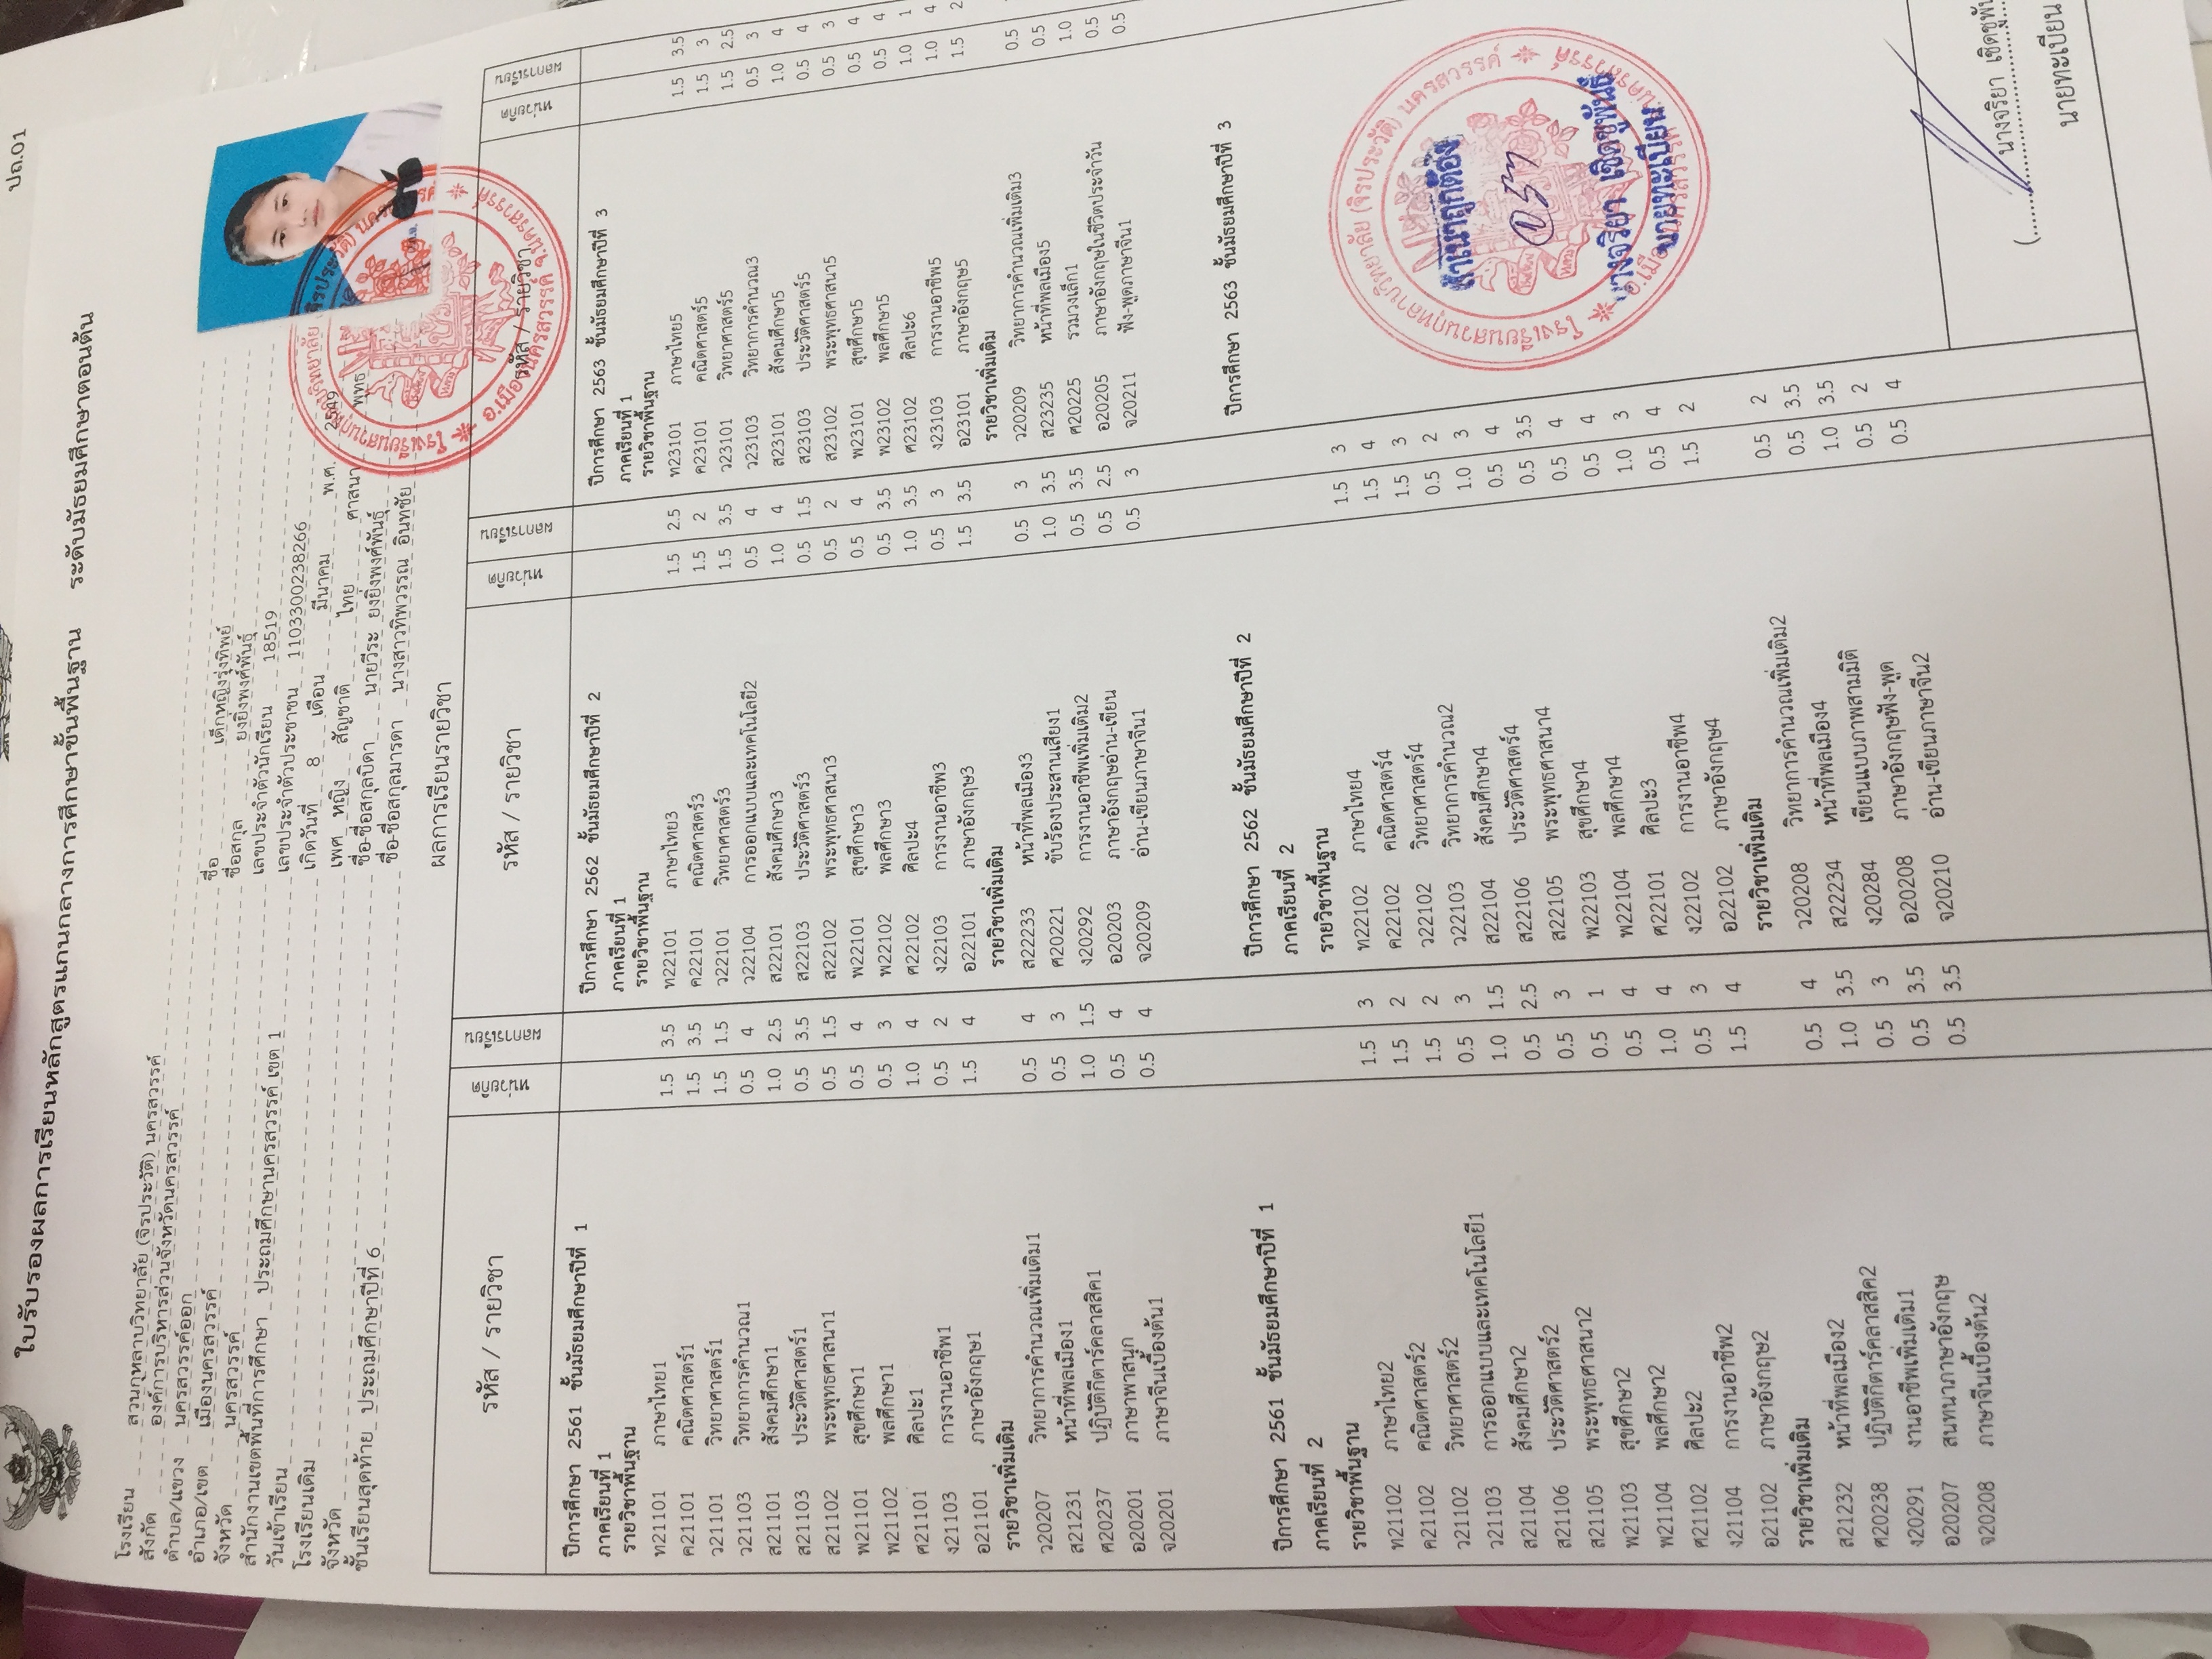 ปถ.01
ใบรับรองผลการเรียนหลักสูตรแกนกลางการศึกษาขั้นพื้นฐาน ระดับมัธยมศึกษาตอนต้น
โรงเรียน สวนกุหลาบวิทยาลัย (จิรประวัติ) นครสวรรค์
สังกัด องค์การบริหารส่วนจังหวัดนครสวรรค์
ตำบล/แขวง นครสวรรค์ออก
อำเภอ/เขต เมืองนครสวรรค์
จังหวัด นครสวรรค์
สำนักงานเขตพื้นที่การศึกษา ประถมศึกษานครสวรรค์ เขต 1
วันเข้าเรียน
โรงเรียนเดิม
จังหวัด
ชั้นเรียนสุดท้าย ประถมศึกษาปีที่ 6
ชื่อ เด็กหญิงรุ่งทิพย์
ชื่อสกุล ยงยิ่งพงศ์พันธุ์
เลขประจำตัวนักเรียน 18519
เลขประจำตัวประชาชน 1103300238266
เกิดวันที่ 8 เดือน มีนาคม พ.ศ. 2549
เพศ หญิง สัญชาติ ไทย ศาสนา พุทธ
ชื่อ-ชื่อสกุลบิดา นายวีระ ยงยิ่งพงศ์พันธุ์
ชื่อ-ชื่อสกุลมารดา นางสาวทิพวรรณ อินทชัย
โรงเรียนสวนกุหลาบวิทยาลัย (จิรประวัติ)
อ.เมืองนครสวรรค์ จ.นครสวรรค์
ผลการเรียนรายวิชา
รหัส / รายวิชา หน่วยกิต ผลการเรียน
รหัส / รายวิชา หน่วยกิต ผลการเรียน
รหัส / รายวิชา หน่วยกิต ผลการเรียน
ปีการศึกษา 2561 ชั้นมัธยมศึกษาปีที่ 1
ภาคเรียนที่ 1
รายวิชาพื้นฐาน
ท21101 ภาษาไทย1 1.5 3.5
ค21101 คณิตศาสตร์1 1.5 3.5
ว21101 วิทยาศาสตร์1 1.5 1.5
ว21103 วิทยาการคำนวณ1 0.5 4
ส21101 สังคมศึกษา1 1.0 2.5
ส21103 ประวัติศาสตร์1 0.5 3.5
ส21102 พระพุทธศาสนา1 0.5 1.5
พ21101 สุขศึกษา1 0.5 4
พ21102 พลศึกษา1 0.5 3
ศ21101 ศิลปะ1 1.0 4
ง21103 การงานอาชีพ1 0.5 2
อ21101 ภาษาอังกฤษ1 1.5 4
รายวิชาเพิ่มเติม
ว20207 วิทยาการคำนวณเพิ่มเติม1 0.5 4
ส21231 หน้าที่พลเมือง1 0.5 3
ศ20237 ปฏิบัติกีตาร์คลาสสิค1 1.0 1.5
อ20201 ภาษาพาสนุก 0.5 4
จ20201 ภาษาจีนเบื้องต้น1 0.5 4
ปีการศึกษา 2561 ชั้นมัธยมศึกษาปีที่ 1
ภาคเรียนที่ 2
รายวิชาพื้นฐาน
ท21102 ภาษาไทย2 1.5 3
ค21102 คณิตศาสตร์2 1.5 2
ว21102 วิทยาศาสตร์2 1.5 2
ว21103 การออกแบบและเทคโนโลยี1 0.5 3
ส21104 สังคมศึกษา2 1.0 1.5
ส21106 ประวัติศาสตร์2 0.5 2.5
ส21105 พระพุทธศาสนา2 0.5 3
พ21103 สุขศึกษา2 0.5 1
พ21104 พลศึกษา2 0.5 4
ศ21102 ศิลปะ2 1.0 4
ง21104 การงานอาชีพ2 0.5 3
อ21102 ภาษาอังกฤษ2 1.5 4
รายวิชาเพิ่มเติม
ส21232 หน้าที่พลเมือง2 0.5 4
ศ20238 ปฏิบัติกีตาร์คลาสสิค2 1.0 3.5
ง20291 งานอาชีพเพิ่มเติม1 0.5 3
อ20207 สนทนาภาษาอังกฤษ 0.5 3.5
จ20208 ภาษาจีนเบื้องต้น2 0.5 3.5
ปีการศึกษา 2562 ชั้นมัธยมศึกษาปีที่ 2
ภาคเรียนที่ 1
รายวิชาพื้นฐาน
ท22101 ภาษาไทย3 1.5 2.5
ค22101 คณิตศาสตร์3 1.5 2
ว22101 วิทยาศาสตร์3 1.5 3.5
ว22104 การออกแบบและเทคโนโลยี2 0.5 4
ส22101 สังคมศึกษา3 1.0 4
ส22103 ประวัติศาสตร์3 0.5 1.5
ส22102 พระพุทธศาสนา3 0.5 2
พ22101 สุขศึกษา3 0.5 4
พ22102 พลศึกษา3 0.5 3.5
ศ22102 ศิลปะ4 1.0 3.5
ง22103 การงานอาชีพ3 0.5 3
อ22101 ภาษาอังกฤษ3 1.5 3.5
รายวิชาเพิ่มเติม
ส22233 หน้าที่พลเมือง3 0.5 3
ศ20221 ขับร้องประสานเสียง1 1.0 3.5
ง20292 การงานอาชีพเพิ่มเติม2 0.5 3.5
อ20203 ภาษาอังกฤษอ่าน-เขียน 0.5 2.5
จ20209 อ่าน-เขียนภาษาจีน1 0.5 3
ปีการศึกษา 2562 ชั้นมัธยมศึกษาปีที่ 2
ภาคเรียนที่ 2
รายวิชาพื้นฐาน
ท22102 ภาษาไทย4 1.5 3
ค22102 คณิตศาสตร์4 1.5 4
ว22102 วิทยาศาสตร์4 1.5 3
ว22103 วิทยาการคำนวณ2 0.5 2
ส22104 สังคมศึกษา4 1.0 3
ส22106 ประวัติศาสตร์4 0.5 4
ส22105 พระพุทธศาสนา4 0.5 3.5
พ22103 สุขศึกษา4 0.5 4
พ22104 พลศึกษา4 0.5 4
ศ22101 ศิลปะ3 1.0 3
ง22102 การงานอาชีพ4 0.5 4
อ22102 ภาษาอังกฤษ4 1.5 2
รายวิชาเพิ่มเติม
ว20208 วิทยาการคำนวณเพิ่มเติม2 0.5 2
ส22234 หน้าที่พลเมือง4 0.5 3.5
ง20284 เขียนแบบภาพสามมิติ 1.0 3.5
อ20208 ภาษาอังกฤษฟัง-พูด 0.5 2
จ20210 อ่าน-เขียนภาษาจีน2 0.5 4
ปีการศึกษา 2563 ชั้นมัธยมศึกษาปีที่ 3
ภาคเรียนที่ 1
รายวิชาพื้นฐาน
ท23101 ภาษาไทย5 1.5 3.5
ค23101 คณิตศาสตร์5 1.5 3
ว23101 วิทยาศาสตร์5 1.5 2.5
ว23103 วิทยาการคำนวณ3 0.5 3
ส23101 สังคมศึกษา5 1.0 4
ส23103 ประวัติศาสตร์5 0.5 4
ส23102 พระพุทธศาสนา5 0.5 3
พ23101 สุขศึกษา5 0.5 4
พ23102 พลศึกษา5 0.5 4
ศ23102 ศิลปะ6 1.0 1
ง23103 การงานอาชีพ5 1.0 4
อ23101 ภาษาอังกฤษ5 1.5 2
รายวิชาเพิ่มเติม
ว20209 วิทยาการคำนวณเพิ่มเติม3 0.5
ส23235 หน้าที่พลเมือง5 0.5
ศ20225 รวมวงเล็ก1 1.0
อ20205 ภาษาอังกฤษในชีวิตประจำวัน 0.5
จ20211 ฟัง-พูดภาษาจีน1 0.5
ปีการศึกษา 2563 ชั้นมัธยมศึกษาปีที่ 3
โรงเรียนสวนกุหลาบวิทยาลัย (จิรประวัติ) นครสวรรค์
สำเนาถูกต้อง
นางจริยา เชิดชูพันธ์
นายทะเบียน
นางจริยา เชิดชูพัน
นายทะเบียน